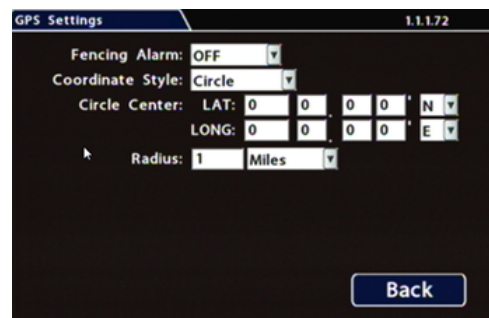 GPS Settings 1.1.1.72
Fencing Alarm: OFF
Coordinate Style: Circle
Circle Center: LAT: 0 0 . 0 0 ' N
LONG: 0 0 . 0 0 ' E
Radius: 1 Miles
Back